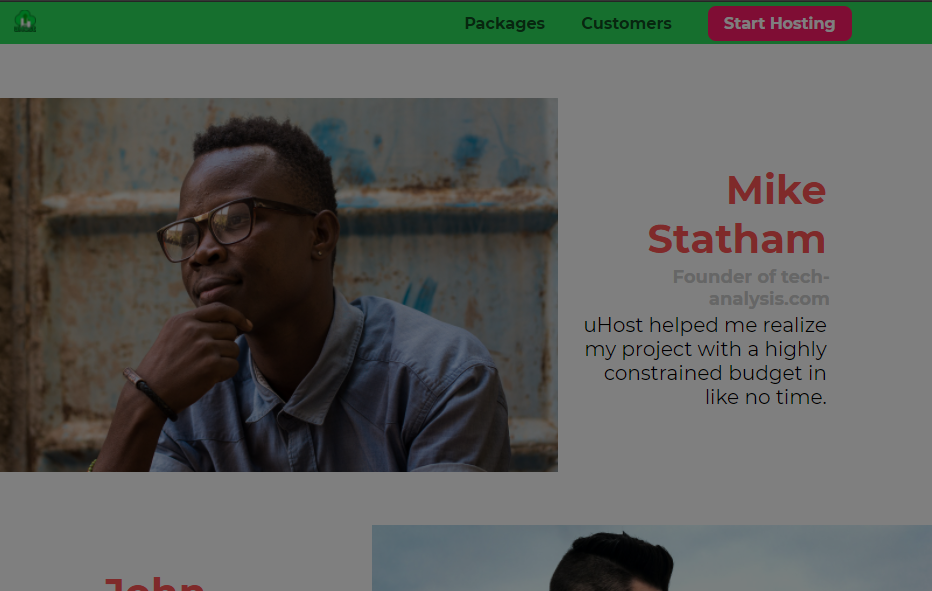 Packages Customers Start Hosting
Mike
Statham
Founder of tech-
analysis.com
uHost helped me realize
my project with a highly
constrained budget in
like no time.
John